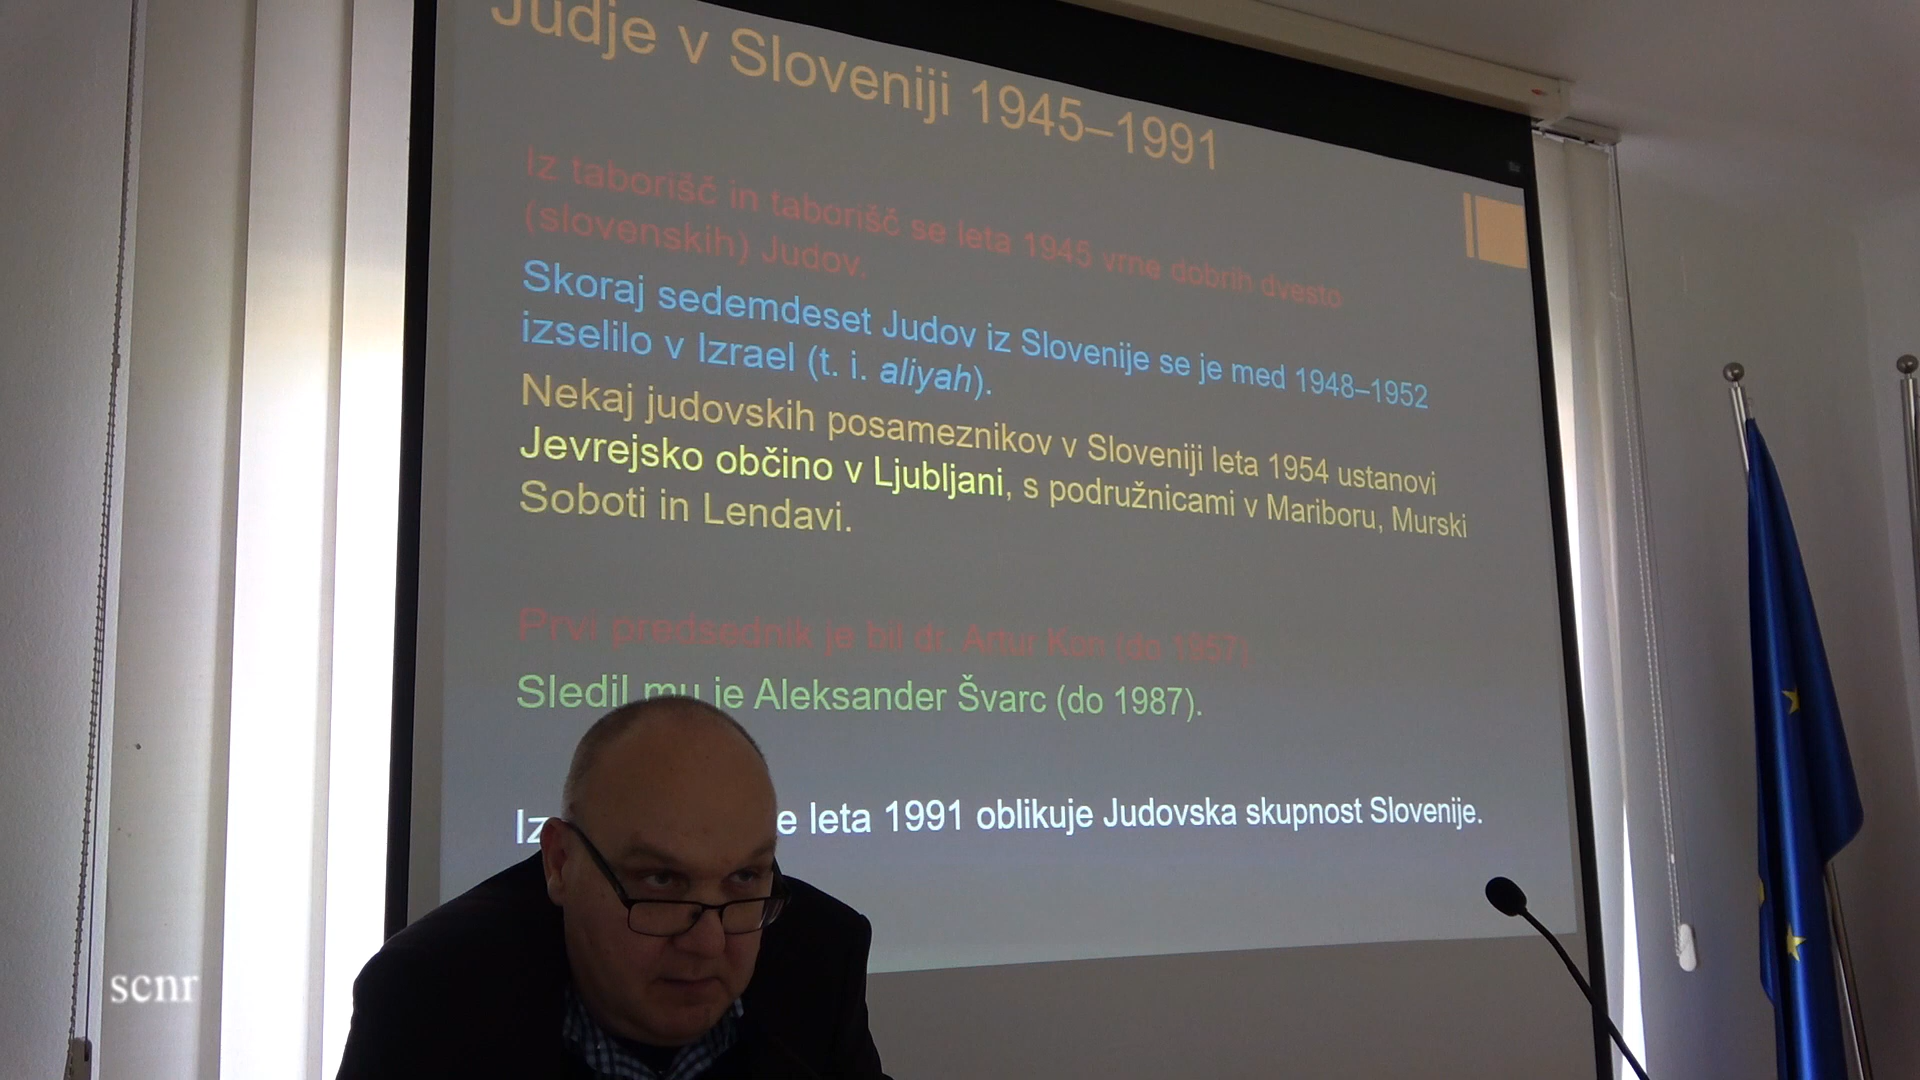 Judje v Sloveniji 1945–1991
Iz taborišč in taborišč se leta 1945 vrne dobrih dvesto
(slovenskih) Judov.
Skoraj sedemdeset Judov iz Slovenije se je med 1948–1952
izselilo v Izrael (t. i. aliyah).
Nekaj judovskih posameznikov v Sloveniji leta 1954 ustanovi
Jevrejsko občino v Ljubljani, s podružnicami v Mariboru, Murski
Soboti in Lendavi.
Prvi predsednik je bil dr. Artur Kon (do 1957).
Sledil mu je Aleksander Švarc (do 1987).
Iz leta 1991 oblikuje Judovska skupnost Slovenije.
scnr